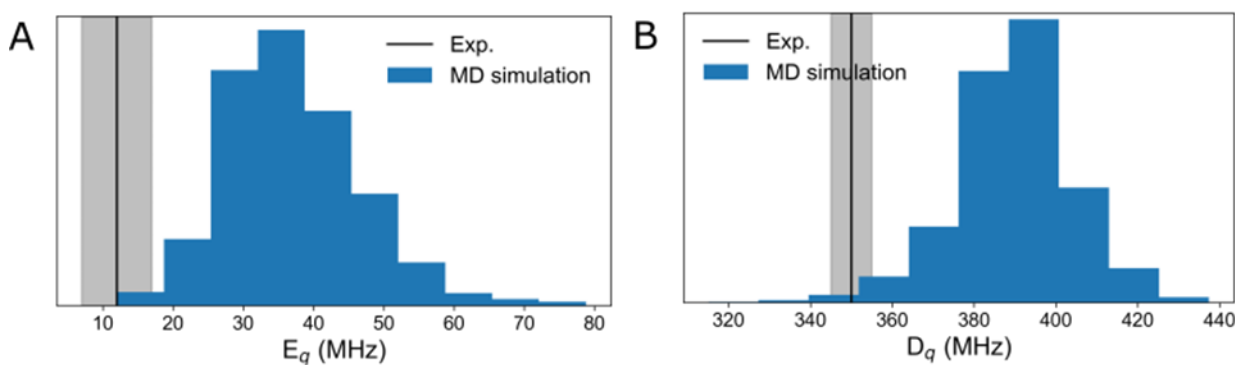 A
Exp.
MD simulation
10 20 30 40 50 60 70 80
E_q (MHz)
B
Exp.
MD simulation
320 340 360 380 400 420 440
D_q (MHz)